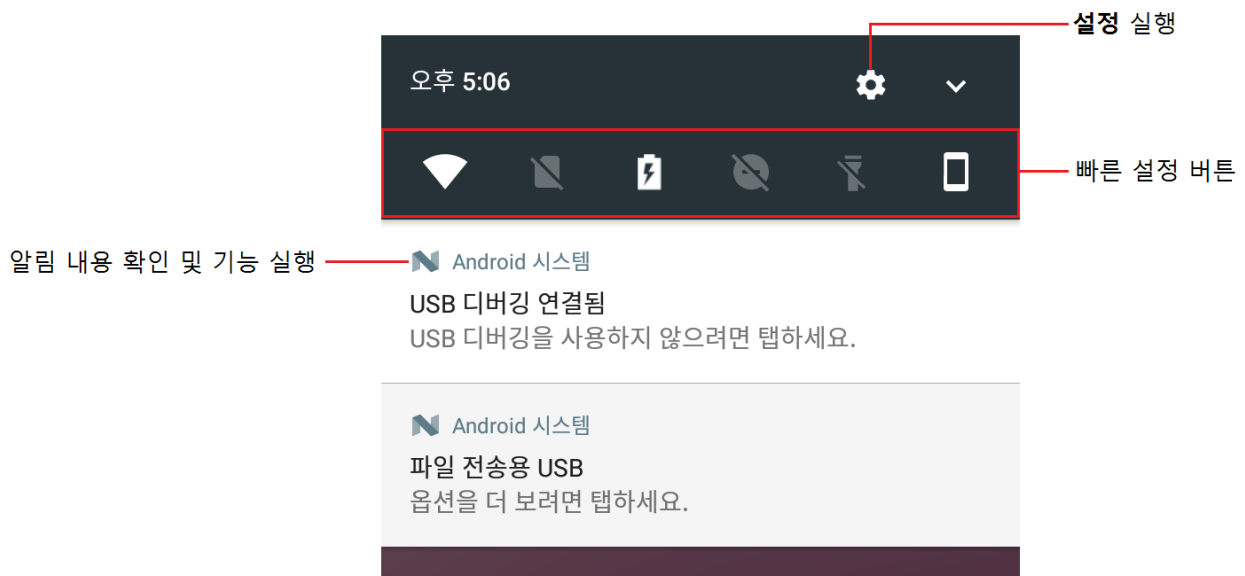 설정 실행
오후 5:06
빠른 설정 버튼
알림 내용 확인 및 기능 실행
Android 시스템
USB 디버깅 연결됨
USB 디버깅을 사용하지 않으려면 탭하세요.
Android 시스템
파일 전송용 USB
옵션을 더 보려면 탭하세요.